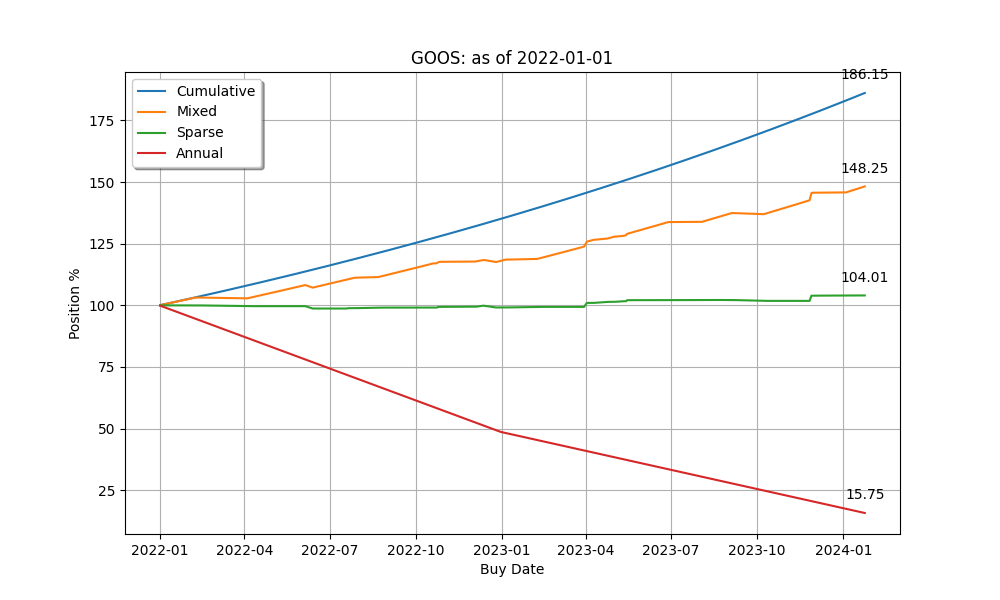 GOOS: as of 2022-01-01
Cumulative
Mixed
Sparse
Annual
186.15
148.25
104.01
15.75
Position %
175
150
125
100
75
50
25
2022-01 2022-04 2022-07 2022-10 2023-01 2023-04 2023-07 2023-10 2024-01
Buy Date